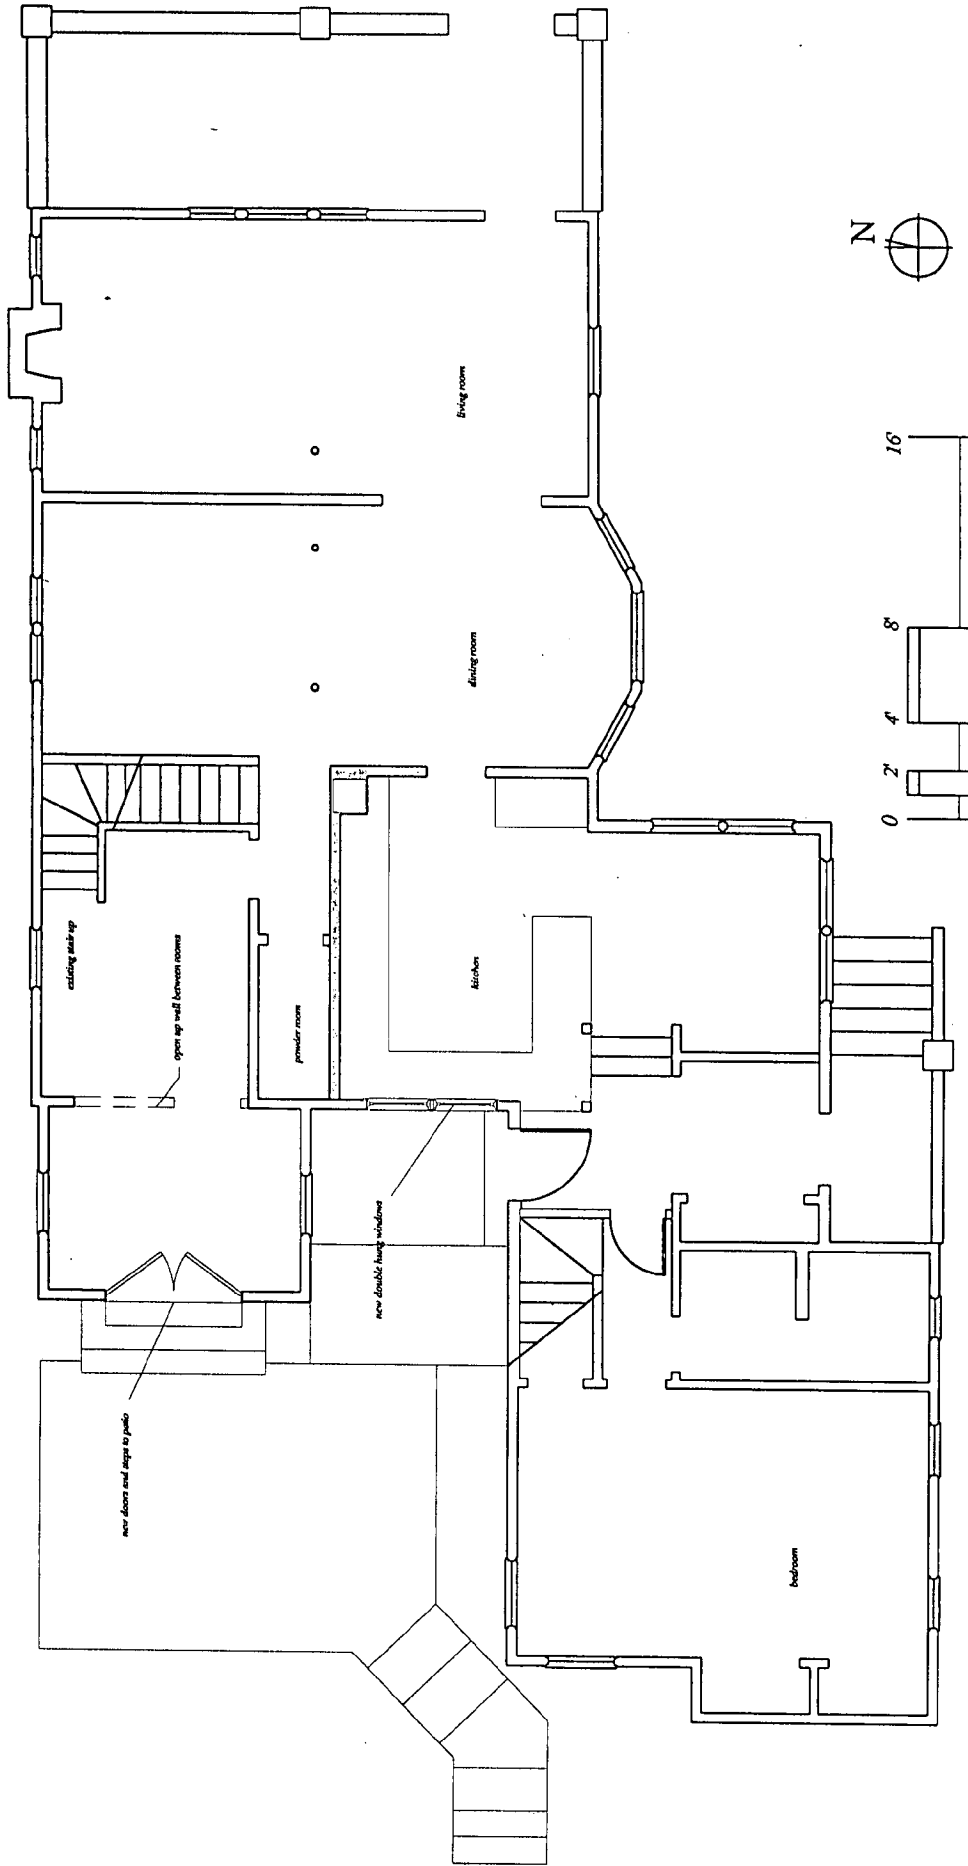 new doors and steps to patio
existing stair up
open up wall between rooms
powder room
new double hung windows
kitchen
dining room
living room
bedroom
N
0 2' 4' 8' 16'